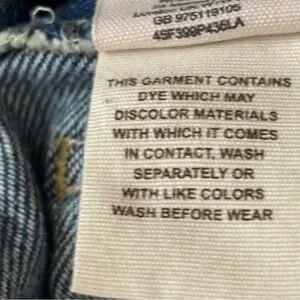 GB 975119105
4SF399P436LA
THIS GARMENT CONTAINS
DYE WHICH MAY
DISCOLOR MATERIALS
WITH WHICH IT COMES
IN CONTACT, WASH
SEPARATELY OR
WITH LIKE COLORS
WASH BEFORE WEAR